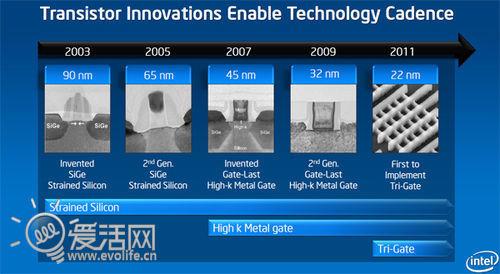 Transistor Innovations Enable Technology Cadence
2003 2005 2007 2009 2011
90 nm 65 nm 45 nm 32 nm 22 nm
SiGe SiGe
High-k
Metal
SiGe SiGe
Silicon
Invented 2nd Gen. Invented 2nd Gen. First to
SiGe SiGe Gate-Last Gate-Last Implement
Strained Silicon Strained Silicon High-k Metal Gate High-k Metal Gate Tri-Gate
Strained Silicon
High k Metal gate
Tri-Gate
爱活网
www.evolife.cn
intel